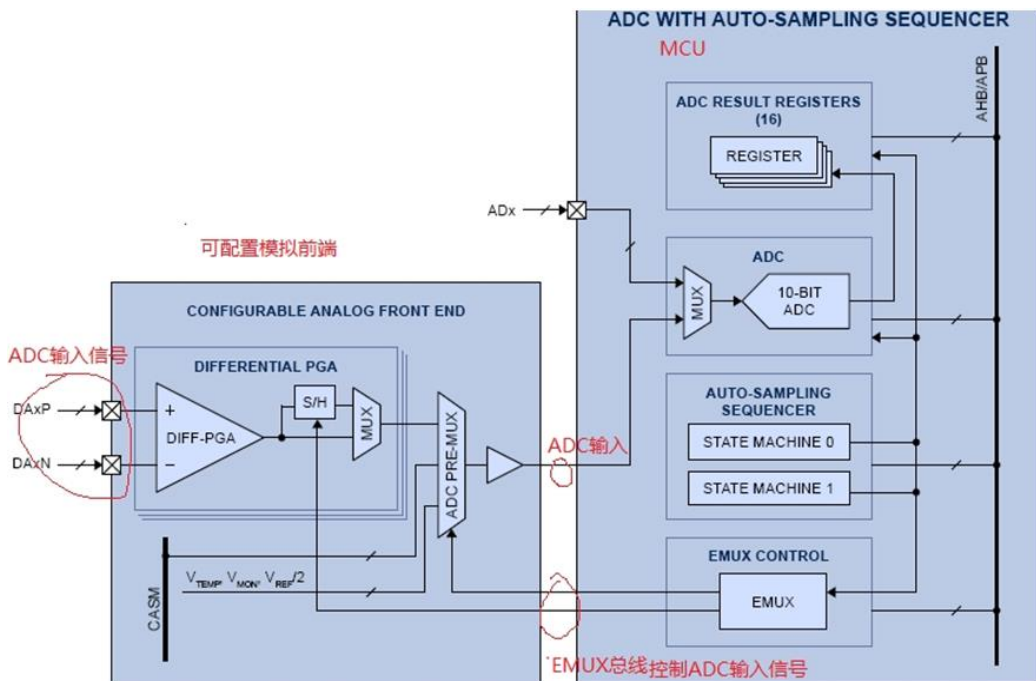 ADC WITH AUTO-SAMPLING SEQUENCER
MCU
AHB/APB
ADC RESULT REGISTERS
(16)
REGISTER
ADx
可配置模拟前端
ADC
MUX
10-BIT
ADC
CONFIGURABLE ANALOG FRONT END
ADC输入信号
DIFFERENTIAL PGA
DAxP
+
DIFF-PGA
S/H
MUX
DAxN
−
ADC PRE-MUX
ADC输入
AUTO-SAMPLING
SEQUENCER
STATE MACHINE 0
STATE MACHINE 1
CASM
VTEMP, VMON, VREF/2
EMUX CONTROL
EMUX
EMUX总线控制ADC输入信号